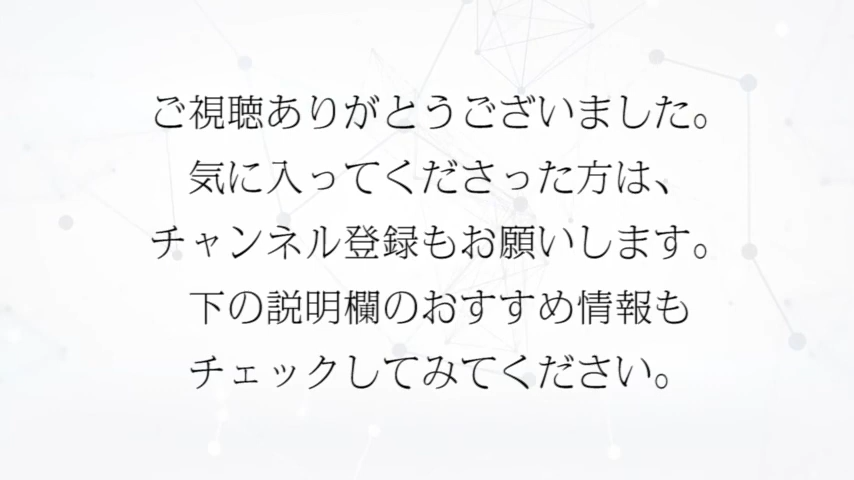 ご視聴ありがとうございました。
気に入ってくださった方は、
チャンネル登録もお願いします。
下の説明欄のおすすめ情報も
チェックしてみてください。